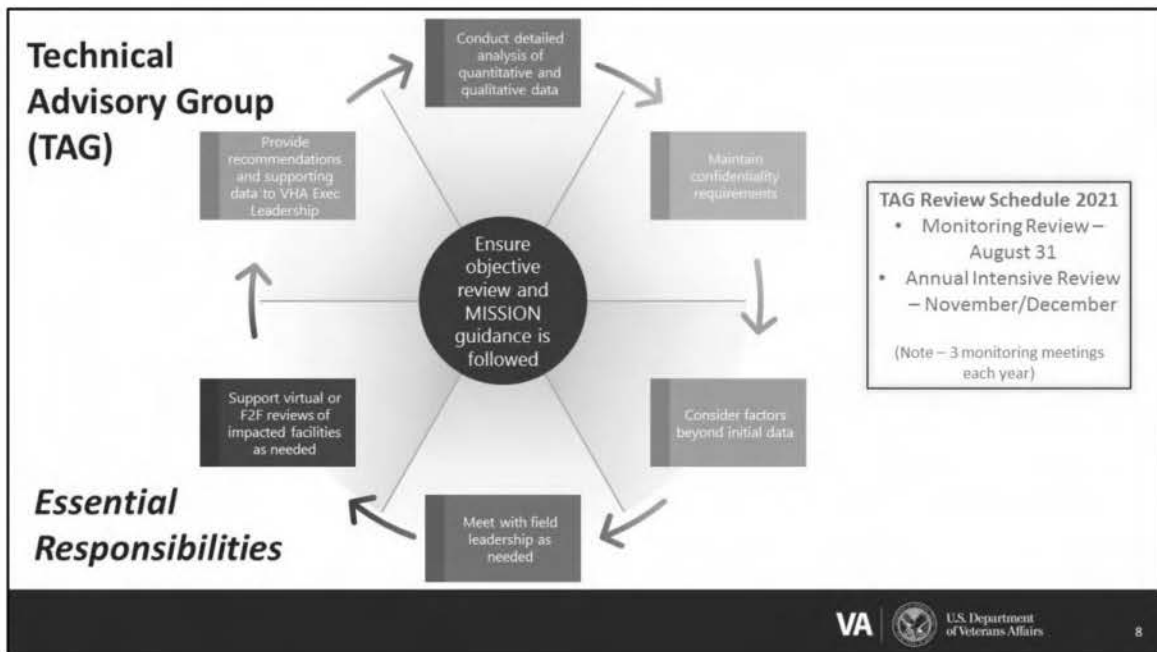 Technical
Advisory Group
(TAG)
Conduct detailed
analysis of
quantitative and
qualitative data
Maintain
confidentiality
requirements
Consider factors
beyond initial data
Meet with field
leadership as
needed
Support virtual or
F2F reviews of
impacted facilities
as needed
Provide
recommendations
and supporting
data to VHA Exec
Leadership
Ensure
objective
review and
MISSION
guidance is
followed
TAG Review Schedule 2021
• Monitoring Review –
August 31
• Annual Intensive Review
– November/December
(Note – 3 monitoring meetings
each year)
Essential
Responsibilities
VA
U.S. Department
of Veterans Affairs
8